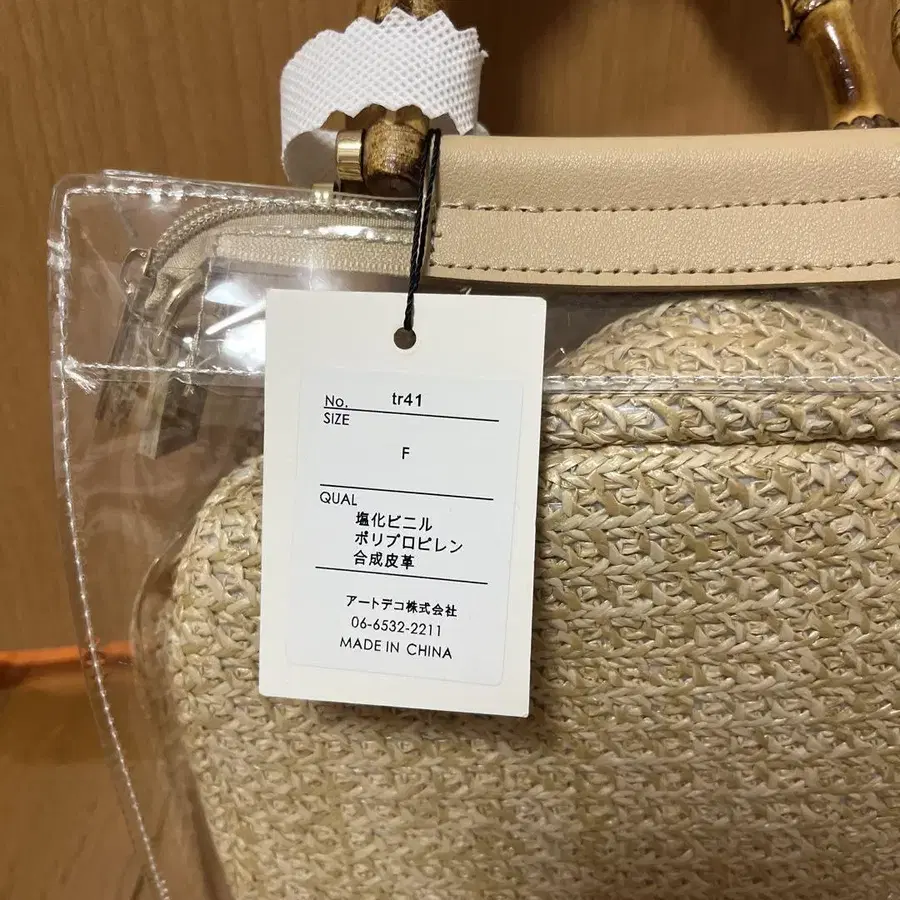 No. tr41
SIZE
F
QUAL
塩化ビニル
ポリプロピレン
合成皮革
アートデコ株式会社
06-6532-2211
MADE IN CHINA